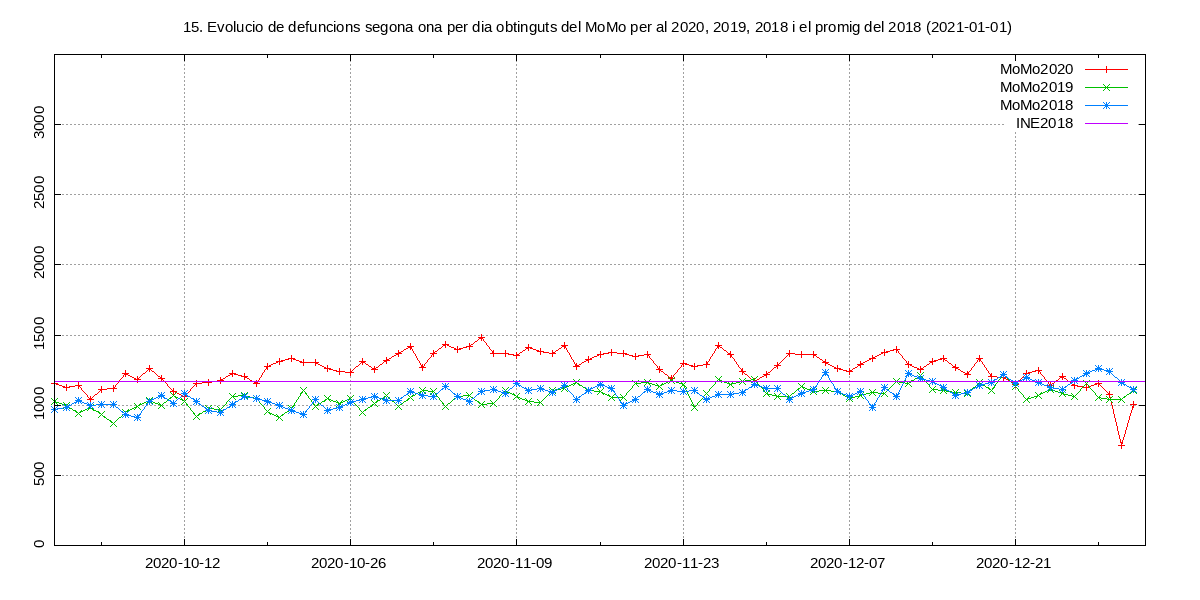 15. Evolucio de defuncions segona ona per dia obtinguts del MoMo per al 2020, 2019, 2018 i el promig del 2018 (2021-01-01)
MoMo2020
MoMo2019
MoMo2018
INE2018
3000
2500
2000
1500
1000
500
0
2020-10-12
2020-10-26
2020-11-09
2020-11-23
2020-12-07
2020-12-21